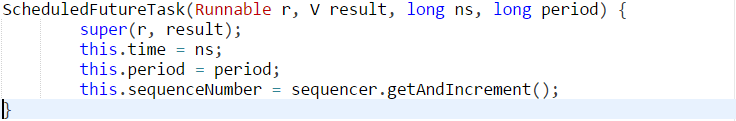 ScheduledFutureTask(Runnable r, V result, long ns, long period) {
        super(r, result);
        this.time = ns;
        this.period = period;
        this.sequenceNumber = sequencer.getAndIncrement();
}